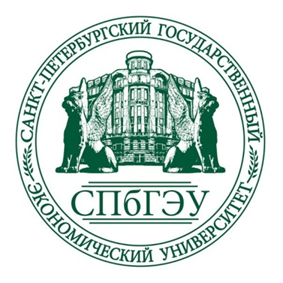 САНКТ-ПЕТЕРБУРГСКИЙ ГОСУДАРСТВЕННЫЙ
СПбГЭУ
ЭКОНОМИЧЕСКИЙ УНИВЕРСИТЕТ